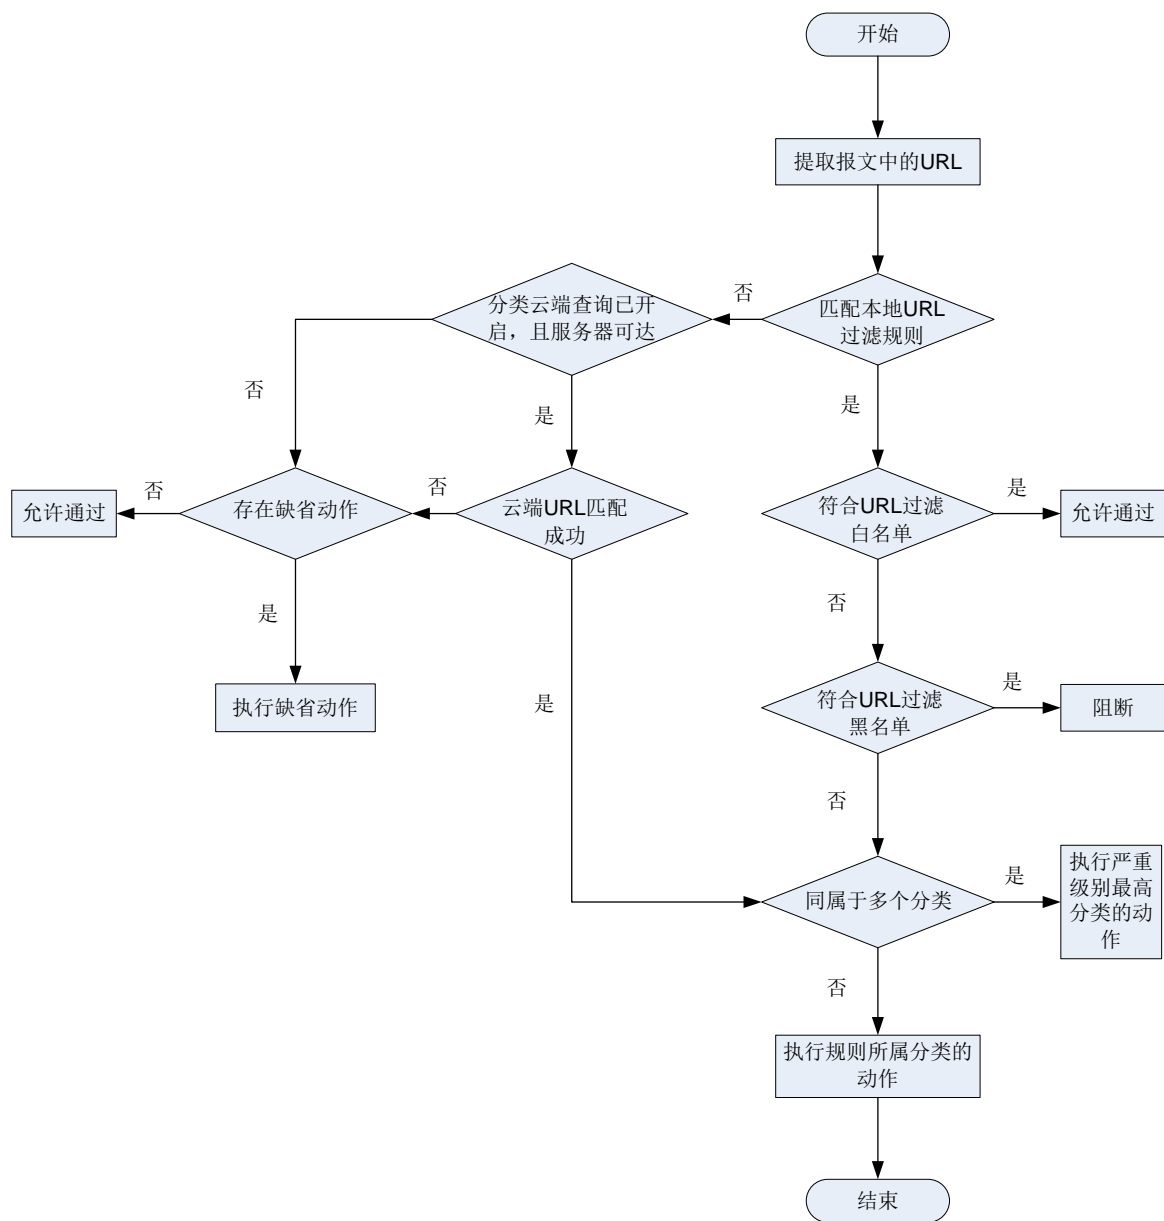 开始
提取报文中的URL
匹配本地URL
过滤规则
否
分类云端查询已开
启，且服务器可达
否
是
是
存在缺省动作
否
允许通过
否
云端URL匹配
成功
符合URL过滤
白名单
是
允许通过
是
执行缺省动作
是
否
符合URL过滤
黑名单
是
阻断
否
同属于多个分类
是
执行严重
级别最高
分类的动
作
否
执行规则所属分类的
动作
结束